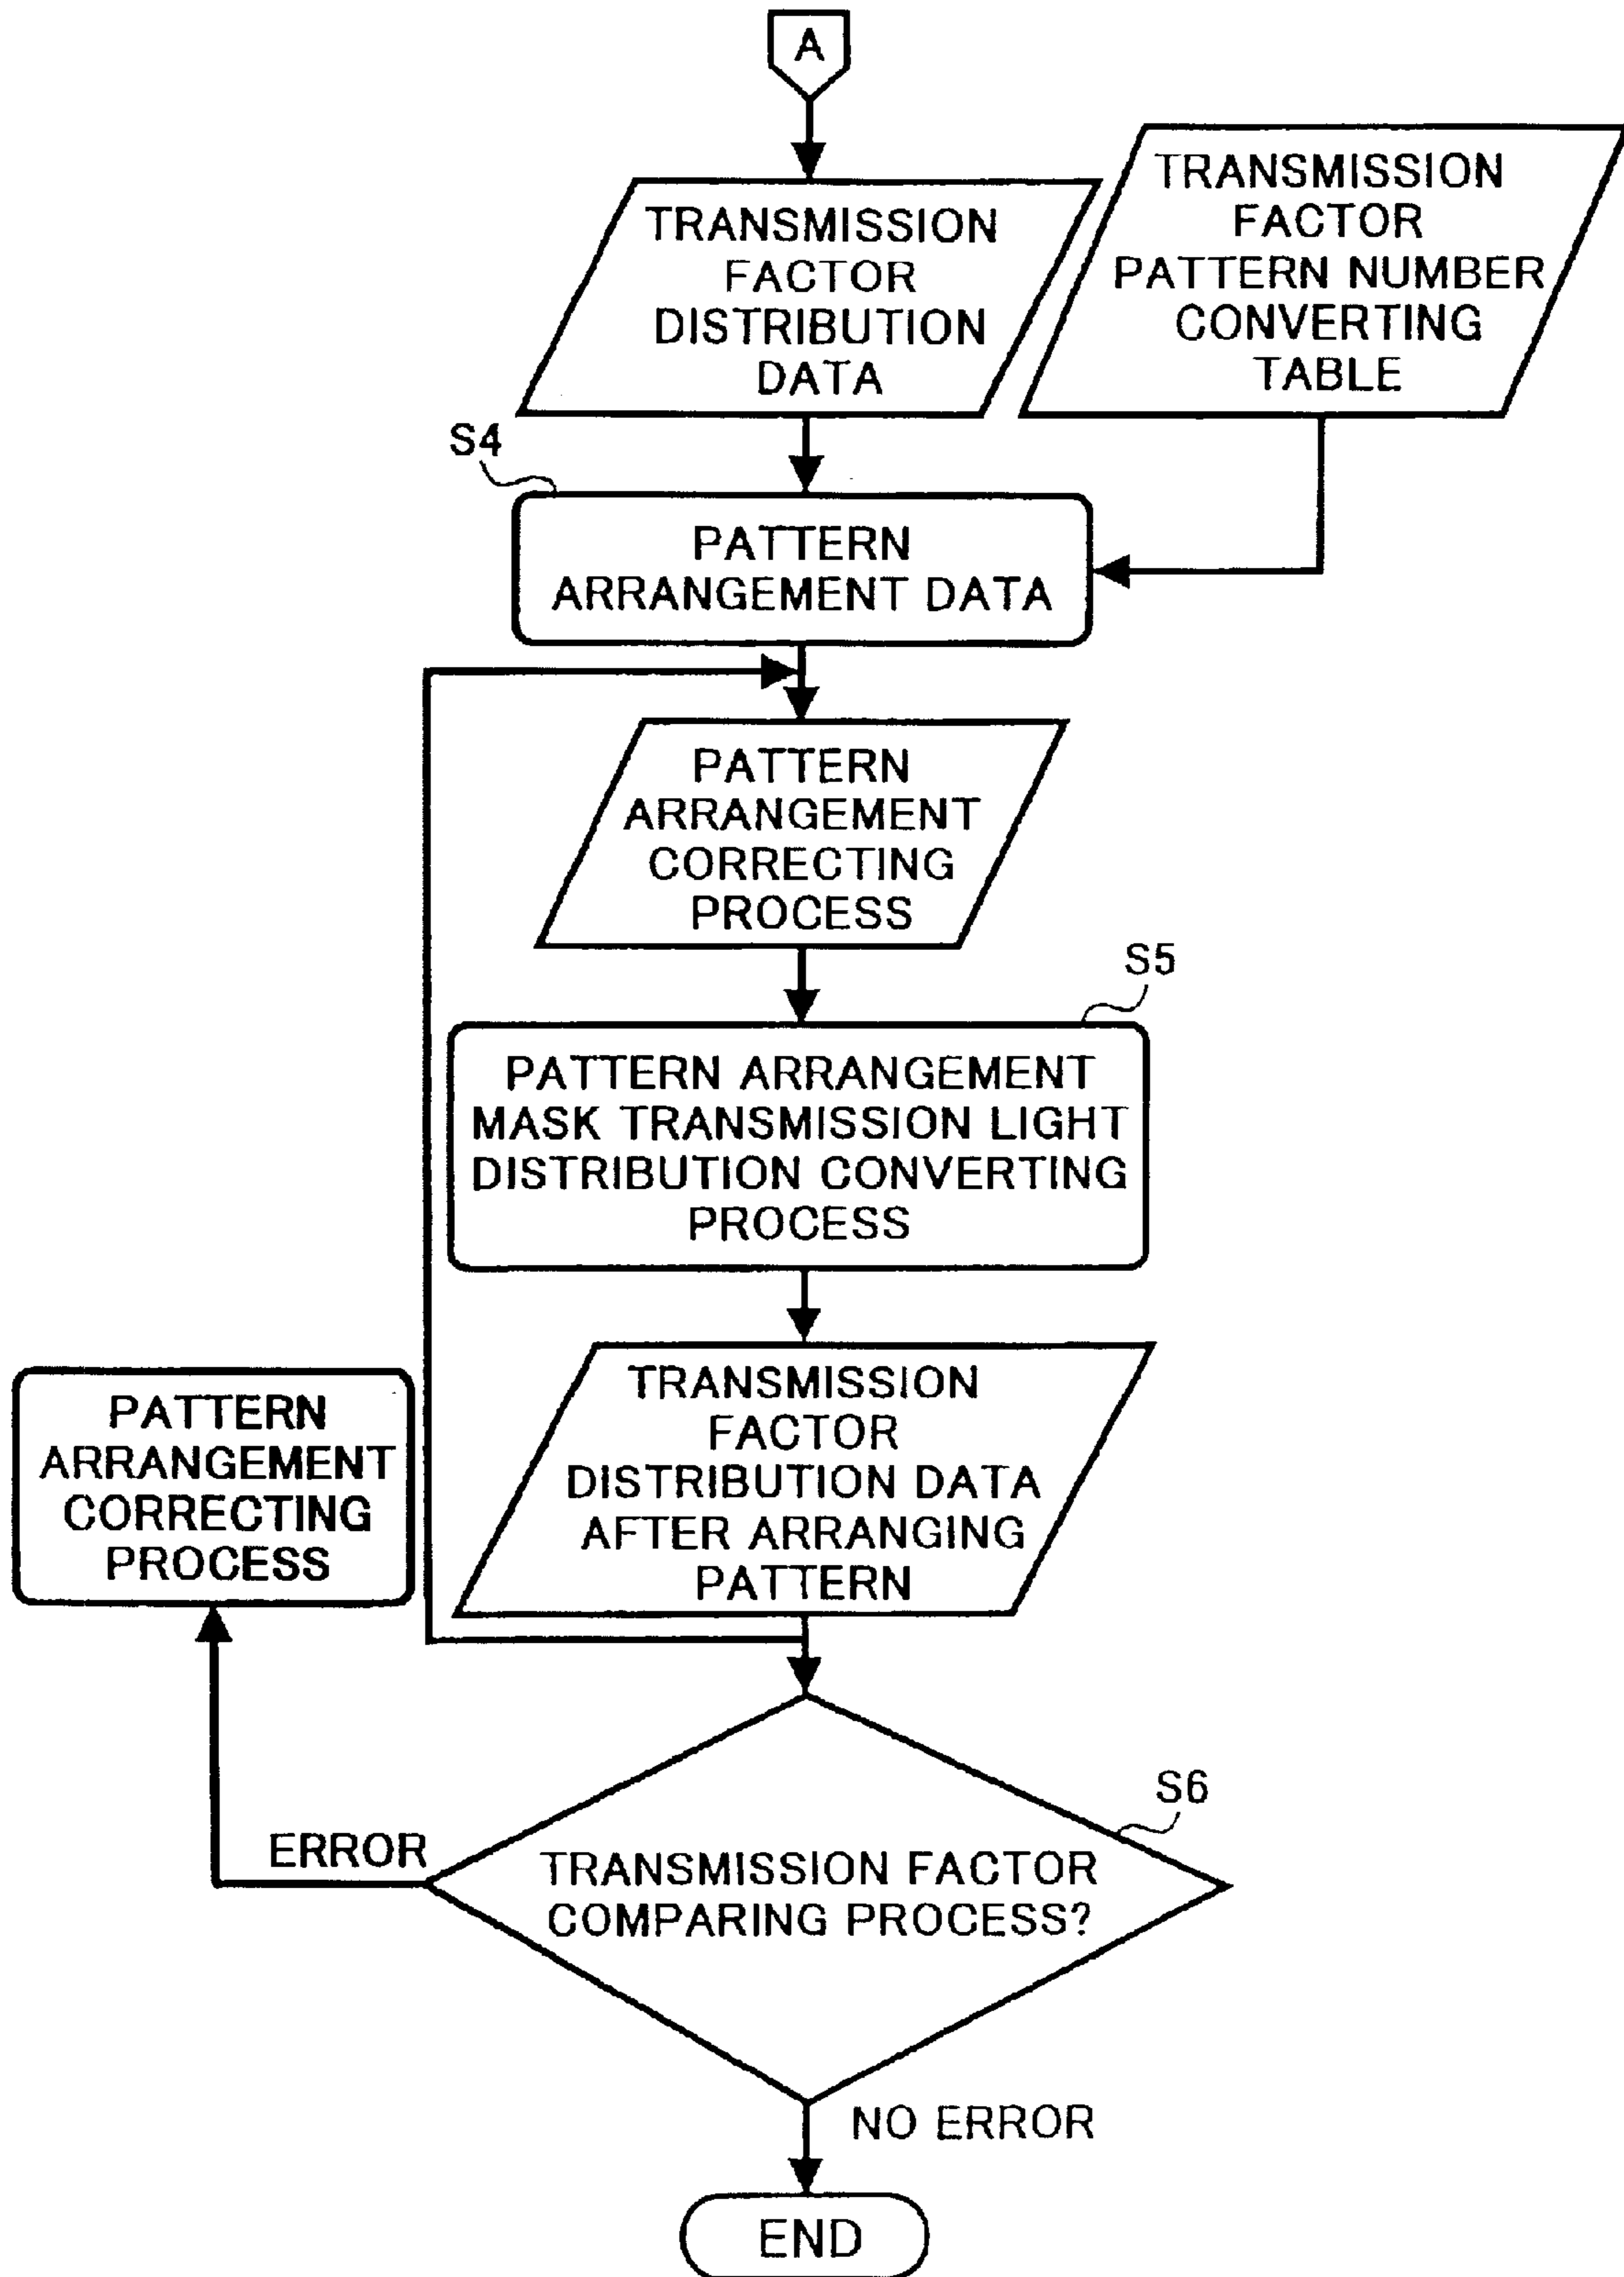 A
TRANSMISSION
FACTOR
DISTRIBUTION
DATA
TRANSMISSION
FACTOR
PATTERN NUMBER
CONVERTING
TABLE
S4
PATTERN
ARRANGEMENT DATA
PATTERN
ARRANGEMENT
CORRECTING
PROCESS
S5
PATTERN ARRANGEMENT
MASK TRANSMISSION LIGHT
DISTRIBUTION CONVERTING
PROCESS
TRANSMISSION
FACTOR
DISTRIBUTION DATA
AFTER ARRANGING
PATTERN
PATTERN
ARRANGEMENT
CORRECTING
PROCESS
S6
ERROR
TRANSMISSION FACTOR
COMPARING PROCESS?
NO ERROR
END